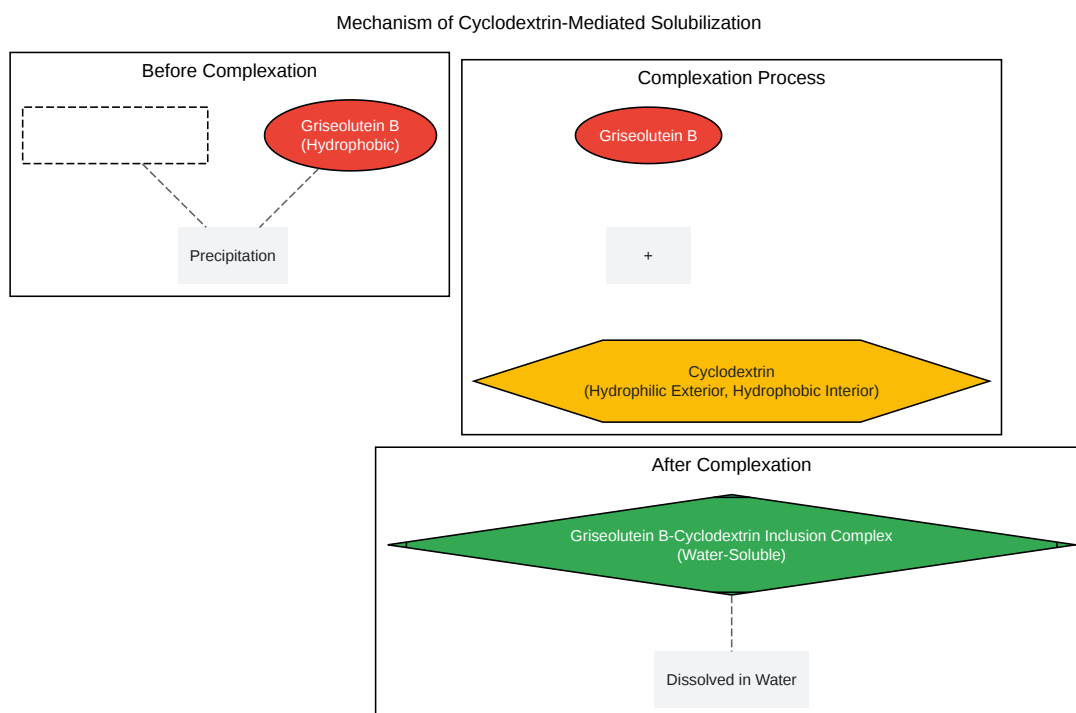 Mechanism of Cyclodextrin-Mediated Solubilization
Before Complexation
Griseolutein B
(Hydrophobic)
Precipitation
Complexation Process
Griseolutein B
+
Cyclodextrin
(Hydrophilic Exterior, Hydrophobic Interior)
After Complexation
Griseolutein B-Cyclodextrin Inclusion Complex
(Water-Soluble)
Dissolved in Water